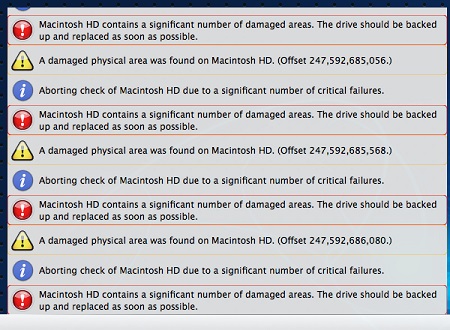 Macintosh HD contains a significant number of damaged areas. The drive should be backed
up and replaced as soon as possible.
A damaged physical area was found on Macintosh HD. (Offset 247,592,685,056.)
Aborting check of Macintosh HD due to a significant number of critical failures.
Macintosh HD contains a significant number of damaged areas. The drive should be backed
up and replaced as soon as possible.
A damaged physical area was found on Macintosh HD. (Offset 247,592,685,568.)
Aborting check of Macintosh HD due to a significant number of critical failures.
Macintosh HD contains a significant number of damaged areas. The drive should be backed
up and replaced as soon as possible.
A damaged physical area was found on Macintosh HD. (Offset 247,592,686,080.)
Aborting check of Macintosh HD due to a significant number of critical failures.
Macintosh HD contains a significant number of damaged areas. The drive should be backed
up and replaced as soon as possible.